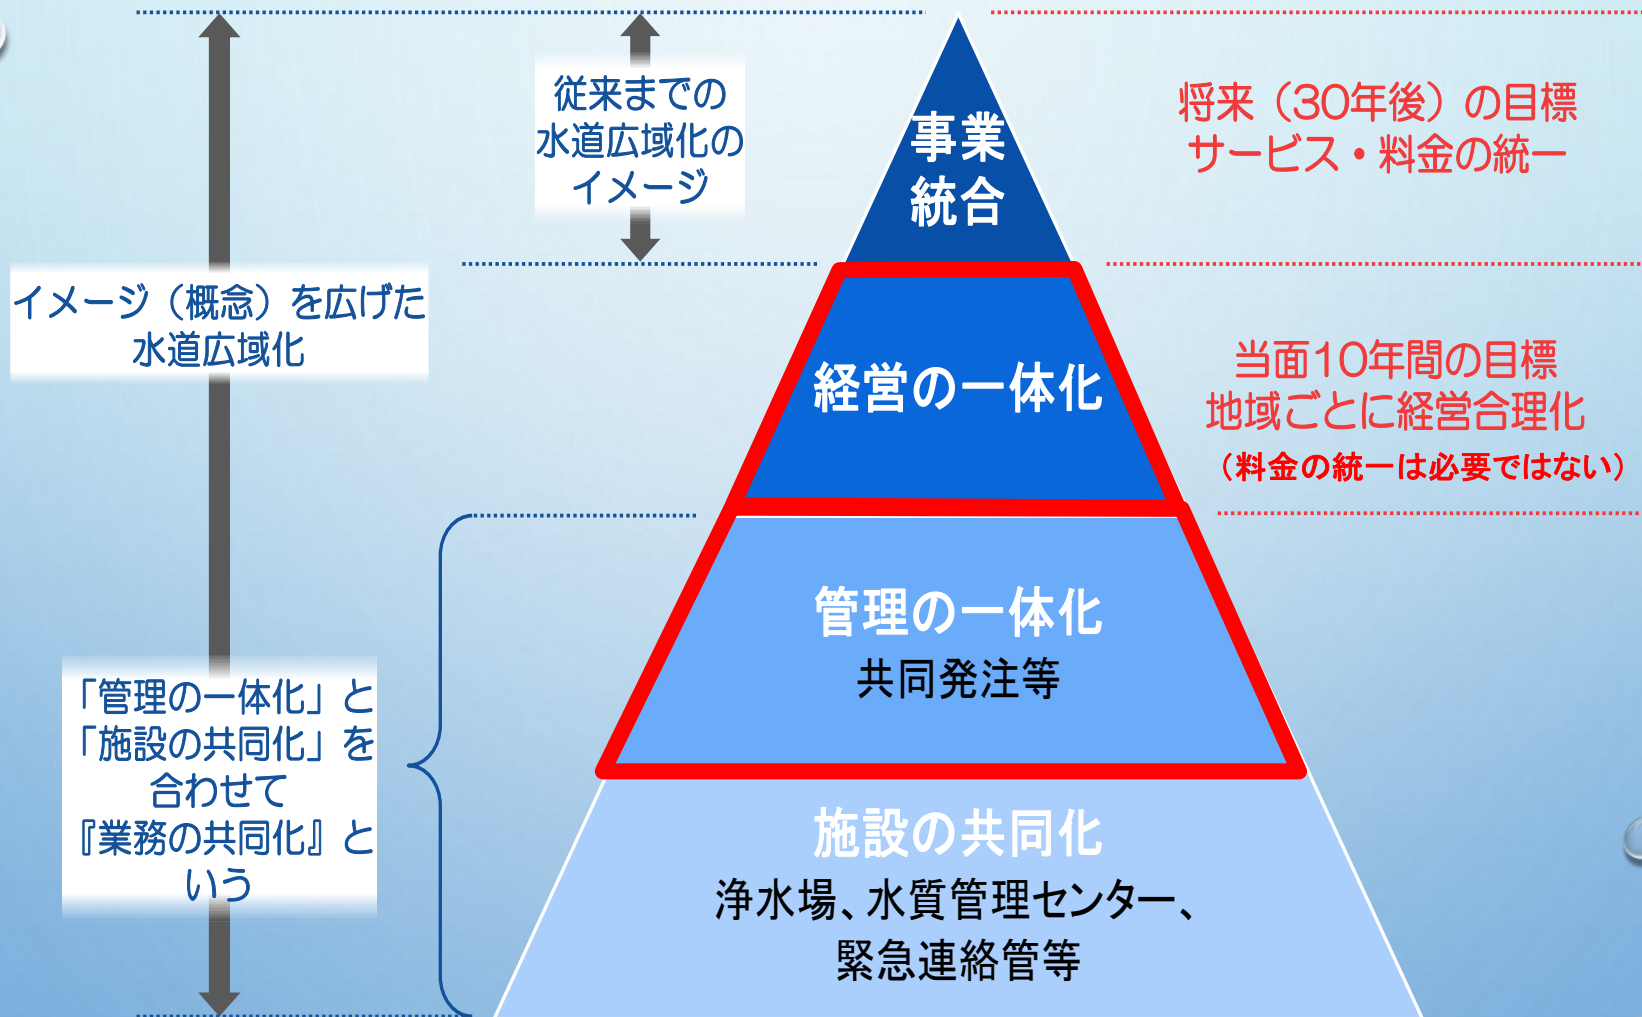 従来までの
水道広域化の
イメージ
事業
統合
将来（30年後）の目標
サービス・料金の統一
イメージ（概念）を広げた
水道広域化
経営の一体化
当面10年間の目標
地域ごとに経営合理化
（料金の統一は必要ではない）
管理の一体化
共同発注等
「管理の一体化」と
「施設の共同化」を
合わせて
『業務の共同化』と
いう
施設の共同化
浄水場、水質管理センター、
緊急連絡管等